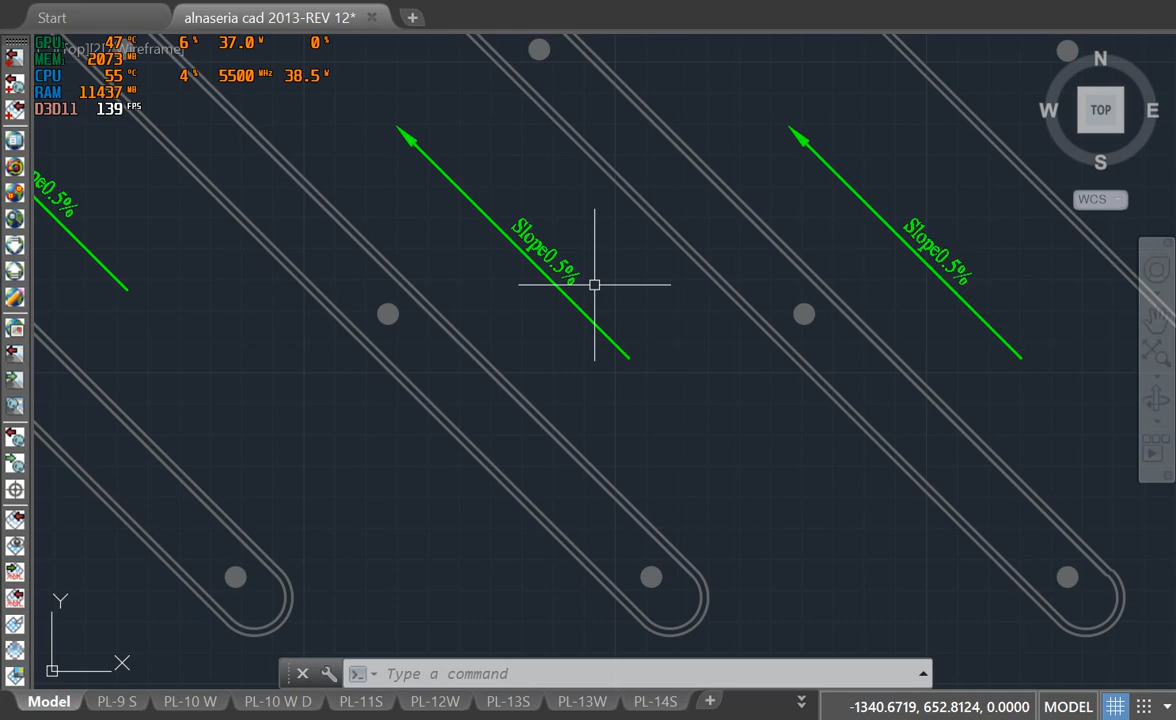 Start
alnaseria cad 2013-REV 12*
GPU 47 °C 6 % 37.0 W 0 %
MEM 2073 MB
CPU 55 °C 4 % 5500 MHz 38.5 W
RAM 11437 MB
D3D11 139 FPS
N
W TOP E
S
WCS
pe0.5%
Slope0.5%
Slope0.5%
Y
X
Type a command
Model PL-9 S PL-10 W PL-10 W D PL-11S PL-12W PL-13S PL-13W PL-14S
-1340.6719, 652.8124, 0.0000 MODEL